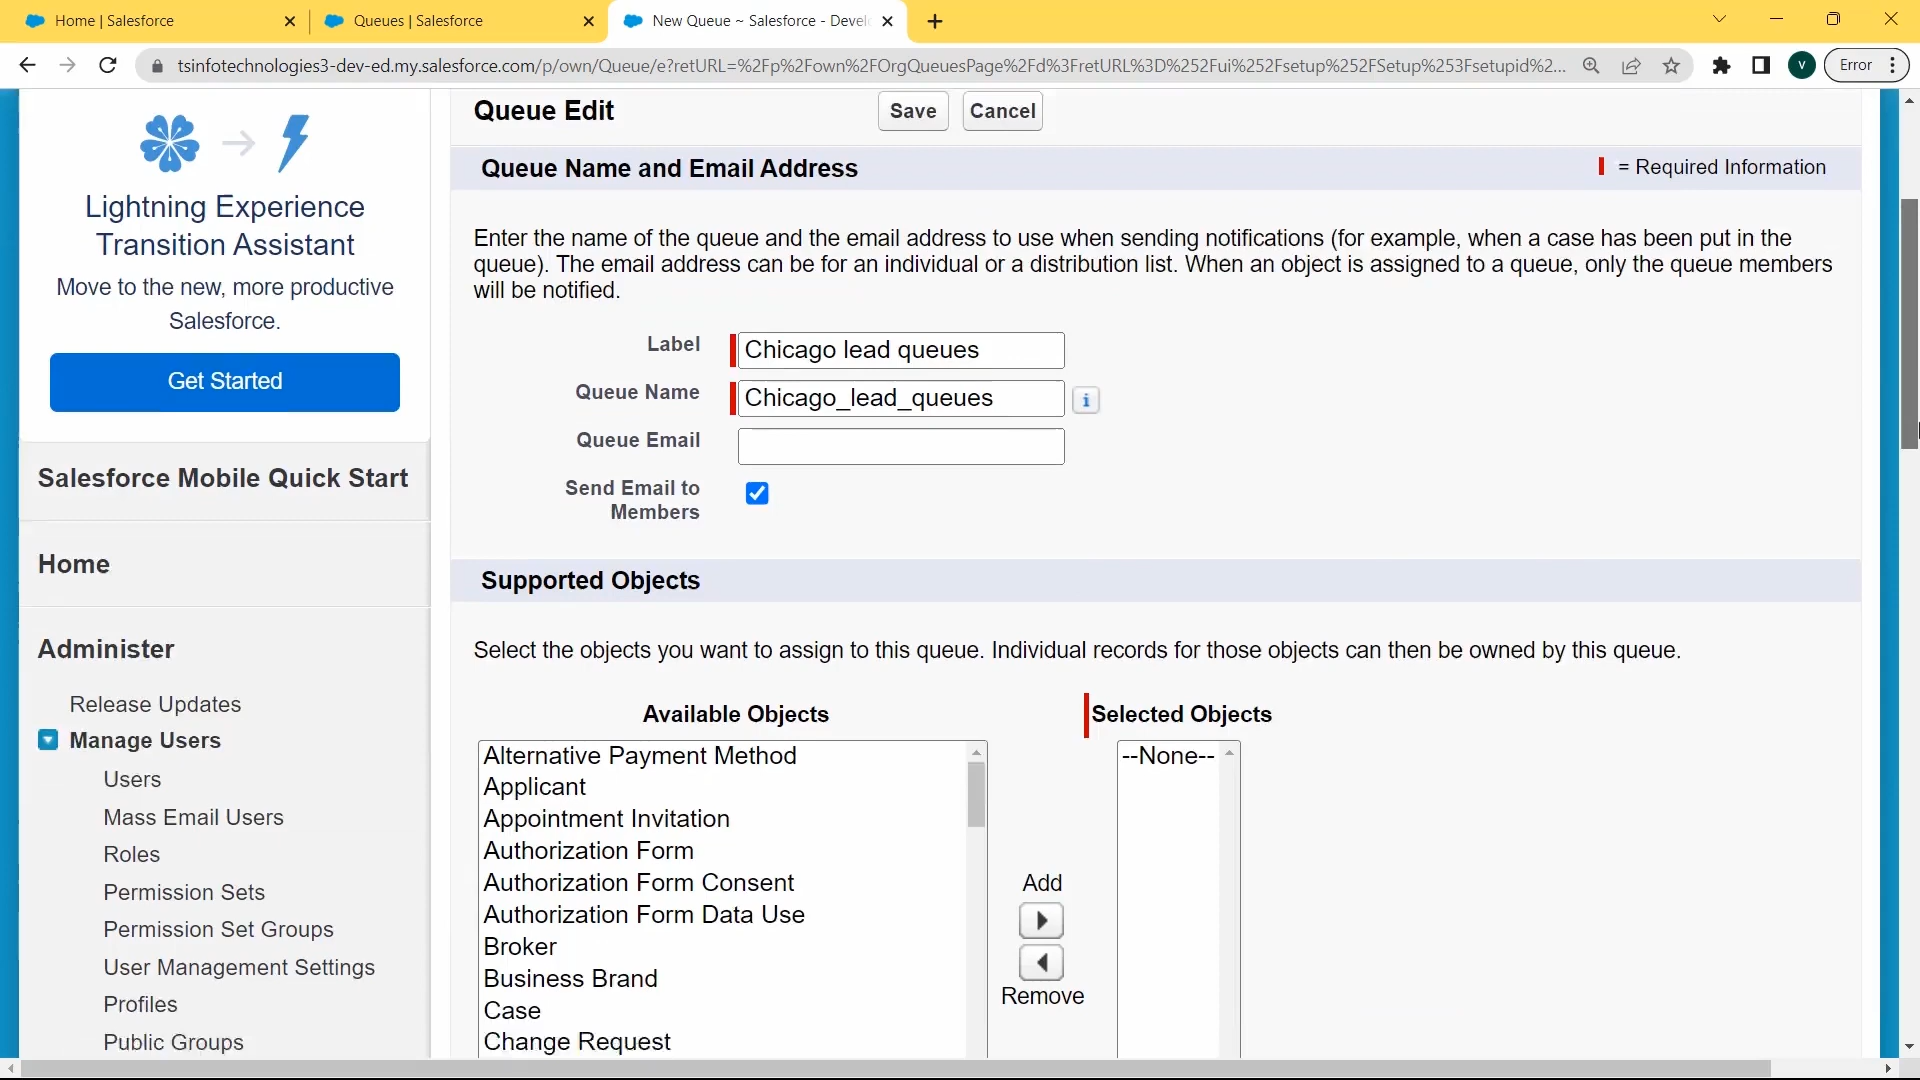 Home | Salesforce
Queues | Salesforce
New Queue ~ Salesforce - Devel
tsinfotechnologies3-dev-ed.my.salesforce.com/p/own/Queue/e?retURL=%2Fp%2Fown%2FOrgQueuesPage%2Fd%3FretURL%3D%252Fui%252Fsetup%252FSetup%253Fsetupid%2...
V
Error
Lightning Experience
Transition Assistant
Move to the new, more productive
Salesforce.
Get Started
Salesforce Mobile Quick Start
Home
Administer
Release Updates
Manage Users
Users
Mass Email Users
Roles
Permission Sets
Permission Set Groups
User Management Settings
Profiles
Public Groups
Queue Edit
Save
Cancel
Queue Name and Email Address
= Required Information
Enter the name of the queue and the email address to use when sending notifications (for example, when a case has been put in the
queue). The email address can be for an individual or a distribution list. When an object is assigned to a queue, only the queue members
will be notified.
Label
Chicago lead queues
Queue Name
Chicago_lead_queues
i
Queue Email
Send Email to
Members
Supported Objects
Select the objects you want to assign to this queue. Individual records for those objects can then be owned by this queue.
Available Objects
Alternative Payment Method
Applicant
Appointment Invitation
Authorization Form
Authorization Form Consent
Authorization Form Data Use
Broker
Business Brand
Case
Change Request
Add
Remove
Selected Objects
--None--